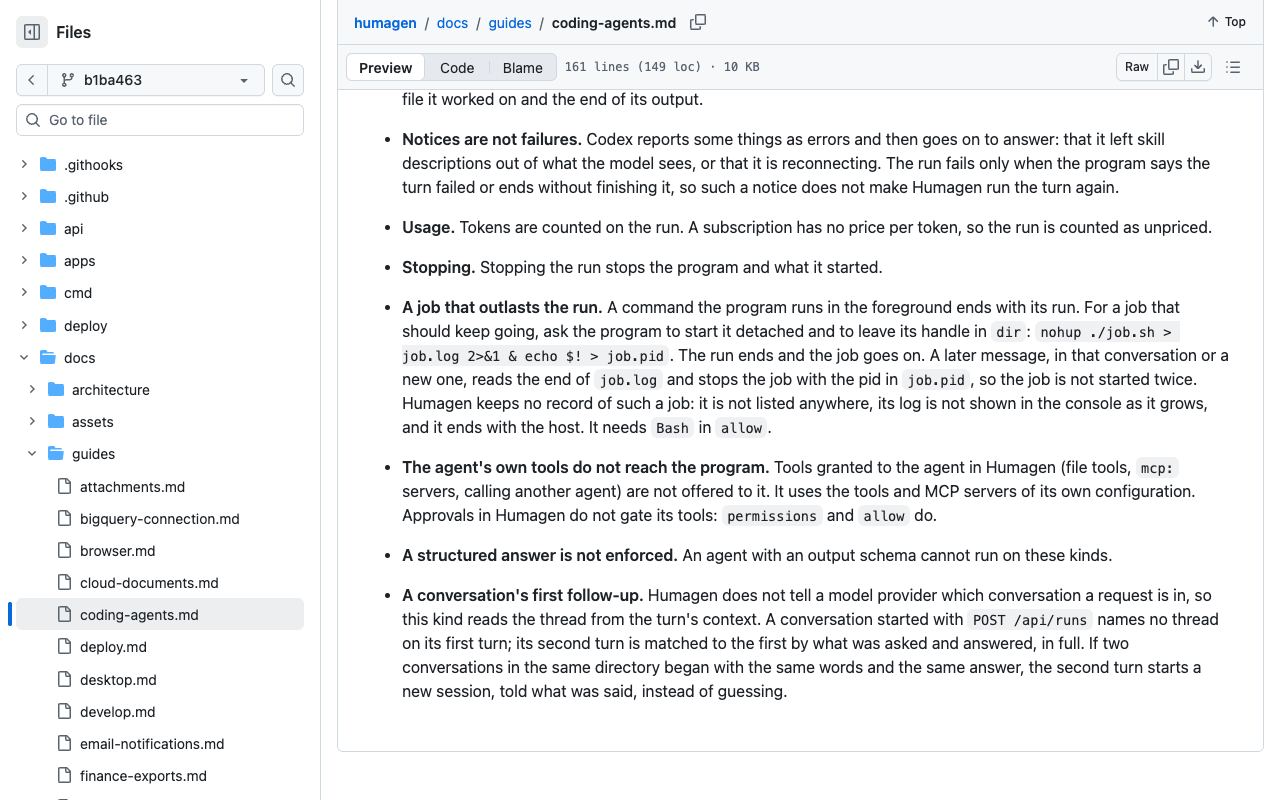 Files
humagen / docs / guides / coding-agents.md
Top
b1ba463
Preview Code Blame 161 lines (149 loc) · 10 KB
Raw
Go to file
.githooks
.github
api
apps
cmd
deploy
docs
architecture
assets
guides
attachments.md
bigquery-connection.md
browser.md
cloud-documents.md
coding-agents.md
deploy.md
desktop.md
develop.md
email-notifications.md
finance-exports.md
file it worked on and the end of its output.
• Notices are not failures. Codex reports some things as errors and then goes on to answer: that it left skill
descriptions out of what the model sees, or that it is reconnecting. The run fails only when the program says the
turn failed or ends without finishing it, so such a notice does not make Humagen run the turn again.
• Usage. Tokens are counted on the run. A subscription has no price per token, so the run is counted as unpriced.
• Stopping. Stopping the run stops the program and what it started.
• A job that outlasts the run. A command the program runs in the foreground ends with its run. For a job that
should keep going, ask the program to start it detached and to leave its handle in dir: nohup ./job.sh >
job.log 2>&1 & echo $! > job.pid. The run ends and the job goes on. A later message, in that conversation or a
new one, reads the end of job.log and stops the job with the pid in job.pid, so the job is not started twice.
Humagen keeps no record of such a job: it is not listed anywhere, its log is not shown in the console as it grows,
and it ends with the host. It needs Bash in allow.
• The agent's own tools do not reach the program. Tools granted to the agent in Humagen (file tools, mcp:
servers, calling another agent) are not offered to it. It uses the tools and MCP servers of its own configuration.
Approvals in Humagen do not gate its tools: permissions and allow do.
• A structured answer is not enforced. An agent with an output schema cannot run on these kinds.
• A conversation's first follow-up. Humagen does not tell a model provider which conversation a request is in, so
this kind reads the thread from the turn's context. A conversation started with POST /api/runs names no thread
on its first turn; its second turn is matched to the first by what was asked and answered, in full. If two
conversations in the same directory began with the same words and the same answer, the second turn starts a
new session, told what was said, instead of guessing.